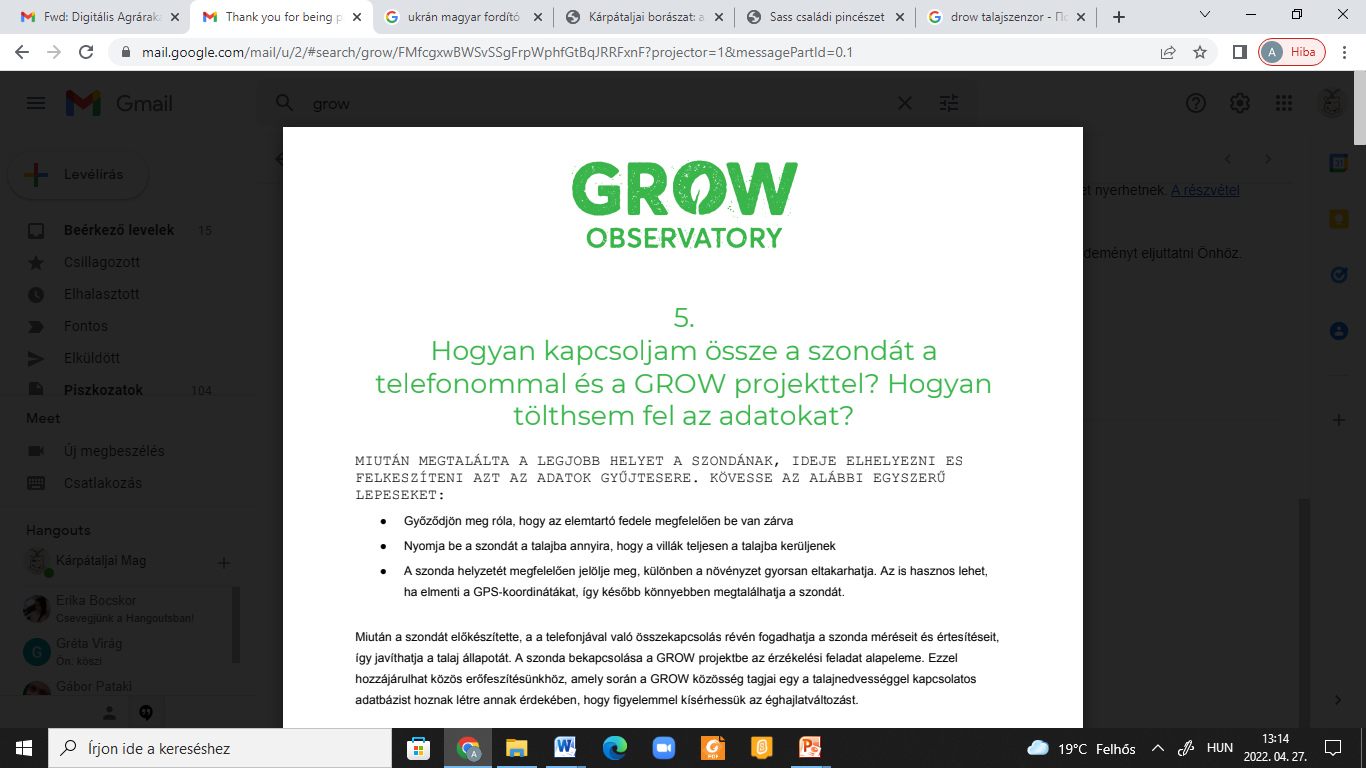 Fwd: Digitális Agráraka
Thank you for being p
ukrán magyar fordító
Kárpátaljai borászat: a
Sass családi pincészet
drow talajszenzor - По
mail.google.com/mail/u/2/#search/grow/FMfcgxwBWSvSSgFrpWphfGtBqJRRFxnF?projector=1&messagePartId=0.1
A Hiba
Gmail
grow
Levélírás
Beérkező levelek 15
Csillagozott
Elhalasztott
Fontos
Elküldött
Piszkozatok 104
Meet
Új megbeszélés
Csatlakozás
Hangouts
Kárpátaljai Mag
Erika Bocskor
Csevegjünk a Hangoutsban!
G Gréta Virág
Ön: köszi
Gábor Pataki
et nyerhetnek. A részvétel
deményt eljuttatni Önhöz.
GROW
OBSERVATORY
5.
Hogyan kapcsoljam össze a szondát a
telefonommal és a GROW projekttel? Hogyan
tölthsem fel az adatokat?
MIUTÁN MEGTALÁLTA A LEGJOBB HELYET A SZONDÁNAK, IDEJE ELHELYEZNI ES
FELKESZÍTENI AZT AZ ADATOK GYŰJTESERE. KÖVESSE AZ ALÁBBI EGYSZERŰ
LEPESEKET:
● Győződjön meg róla, hogy az elemtartó fedele megfelelően be van zárva
● Nyomja be a szondát a talajba annyira, hogy a villák teljesen a talajba kerüljenek
● A szonda helyzetét megfelelően jelölje meg, különben a növényzet gyorsan eltakarhatja. Az is hasznos lehet,
ha elmenti a GPS-koordinátákat, így később könnyebben megtalálhatja a szondát.
Miután a szondát előkészítette, a a telefonjával való összekapcsolás révén fogadhatja a szonda méréseit és értesítéseit,
így javíthatja a talaj állapotát. A szonda bekapcsolása a GROW projektbe az érzékelési feladat alapeleme. Ezzel
hozzájárulhat közös erőfeszítésünkhöz, amely során a GROW közösség tagjai egy a talajnedvességgel kapcsolatos
adatbázist hoznak létre annak érdekében, hogy figyelemmel kísérhessük az éghajlatváltozást.
Írjon ide a kereséshez
19°C Felhős
HUN
13:14
2022. 04. 27.